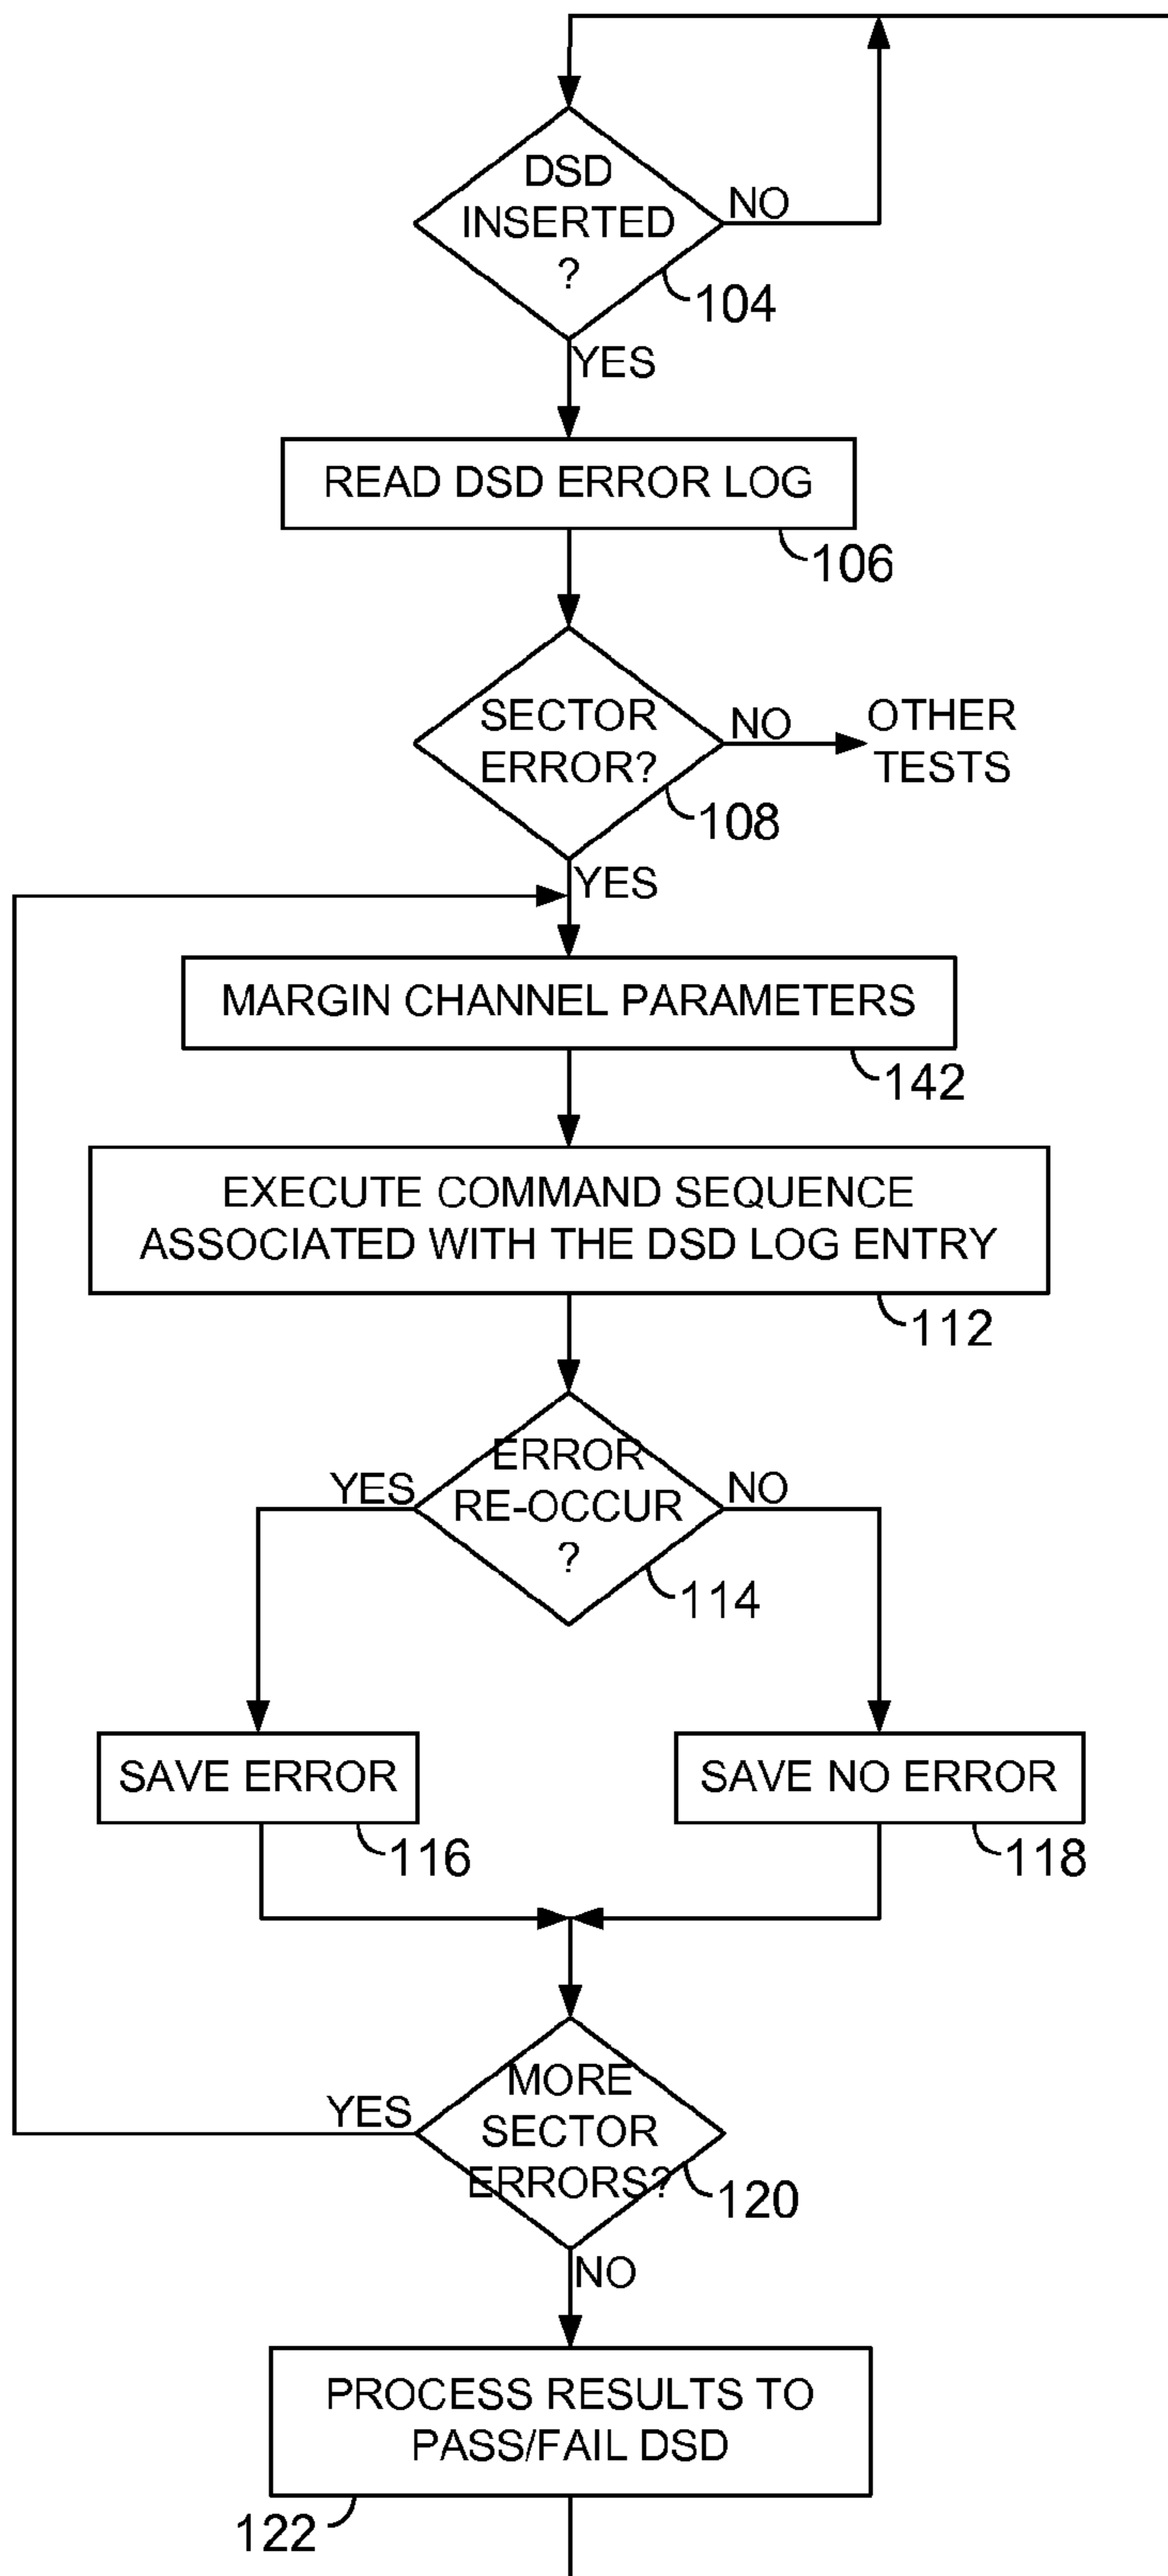 DSD
INSERTED
?
NO
104
YES
READ DSD ERROR LOG
106
SECTOR
ERROR?
NO
OTHER
TESTS
108
YES
MARGIN CHANNEL PARAMETERS
142
EXECUTE COMMAND SEQUENCE
ASSOCIATED WITH THE DSD LOG ENTRY
112
ERROR
RE-OCCUR
?
YES
NO
114
SAVE ERROR
116
SAVE NO ERROR
118
MORE
SECTOR
ERRORS?
YES
120
NO
PROCESS RESULTS TO
PASS/FAIL DSD
122